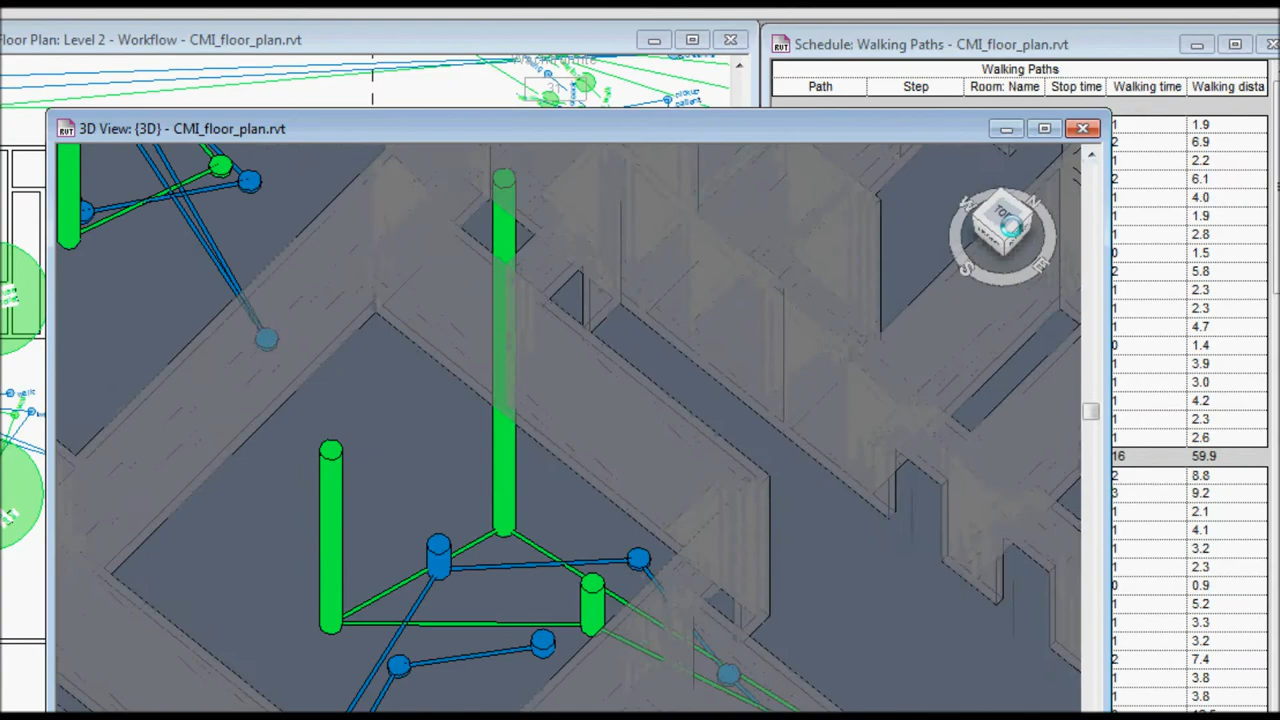 Floor Plan: Level 2 - Workflow - CMI_floor_plan.rvt
RVT Schedule: Walking Paths - CMI_floor_plan.rvt
Walking Paths
Path Step Room: Name Stop time Walking time Walking dista
RVT 3D View: {3D} - CMI_floor_plan.rvt
1 1.9
2 6.9
1 2.2
2 6.1
1 4.0
1 1.9
1 2.8
0 1.5
2 5.8
1 2.3
1 2.3
1 4.7
0 1.4
1 3.9
1 3.0
1 4.2
1 2.3
1 2.6
16 59.9
2 8.8
3 9.2
1 2.1
1 4.1
1 3.2
1 2.3
0 0.9
1 5.2
1 3.3
1 3.2
2 7.4
1 3.8
1 3.8
pickup
patient
walk
TOP
W
N
S
E